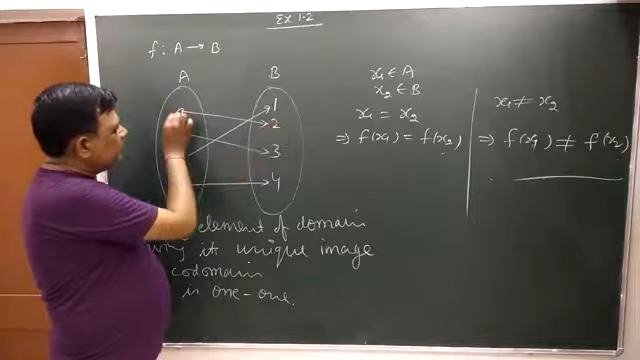 Ex 1.2
f : A → B
A
B
1
2
3
4
x₁ ∈ A
x₂ ∈ B
x₁ = x₂
⇒ f(x₁) = f(x₂)
x₁ ≠ x₂
⇒ f(x₁) ≠ f(x₂)
element of domain
its unique image
codomain
is one-one.